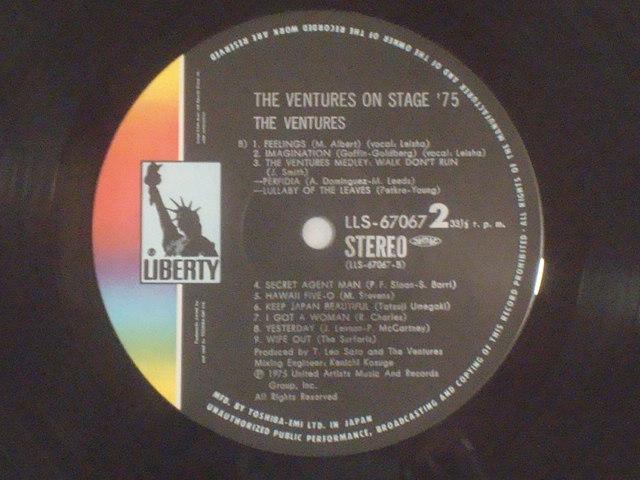 ALL RIGHTS OF THE MANUFACTURER AND OF THE OWNER OF THE RECORDED WORK ARE RESERVED
THE VENTURES ON STAGE '75
THE VENTURES
B) 1. FEELINGS (M. Albert) (vocal: Leisha)
2. IMAGINATION (Goffin-Goldberg) (vocal: Leisha)
3. THE VENTURES MEDLEY, WALK DON'T RUN
(J. Smith)
—PERFIDIA (A. Dominguez-M. Leeds)
—LULLABY OF THE LEAVES (Petkre-Young)
LLS-67067 2 33⅓ r. p. m.
STEREO
(LLS-67067-B)
® LIBERTY
4. SECRET AGENT MAN (P. F. Sloan-S. Barri)
5. HAWAII FIVE-O (M. Stevens)
6. KEEP JAPAN BEAUTIFUL (Tatsuji Umegaki)
7. I GOT A WOMAN (R. Charles)
8. YESTERDAY (J. Lennon-P. McCartney)
9. WIPE OUT (The Surfaris)
Produced by T. Leo Sato and The Ventures
Mixing Engineer: Kenichi Kosuge
Ⓟ 1975 United Artists Music And Records
Group, Inc.
All Rights Reserved
MFD. BY TOSHIBA-EMI LTD. IN JAPAN
UNAUTHORIZED PUBLIC PERFORMANCE, BROADCASTING AND COPYING OF THIS RECORD PROHIBITED ·